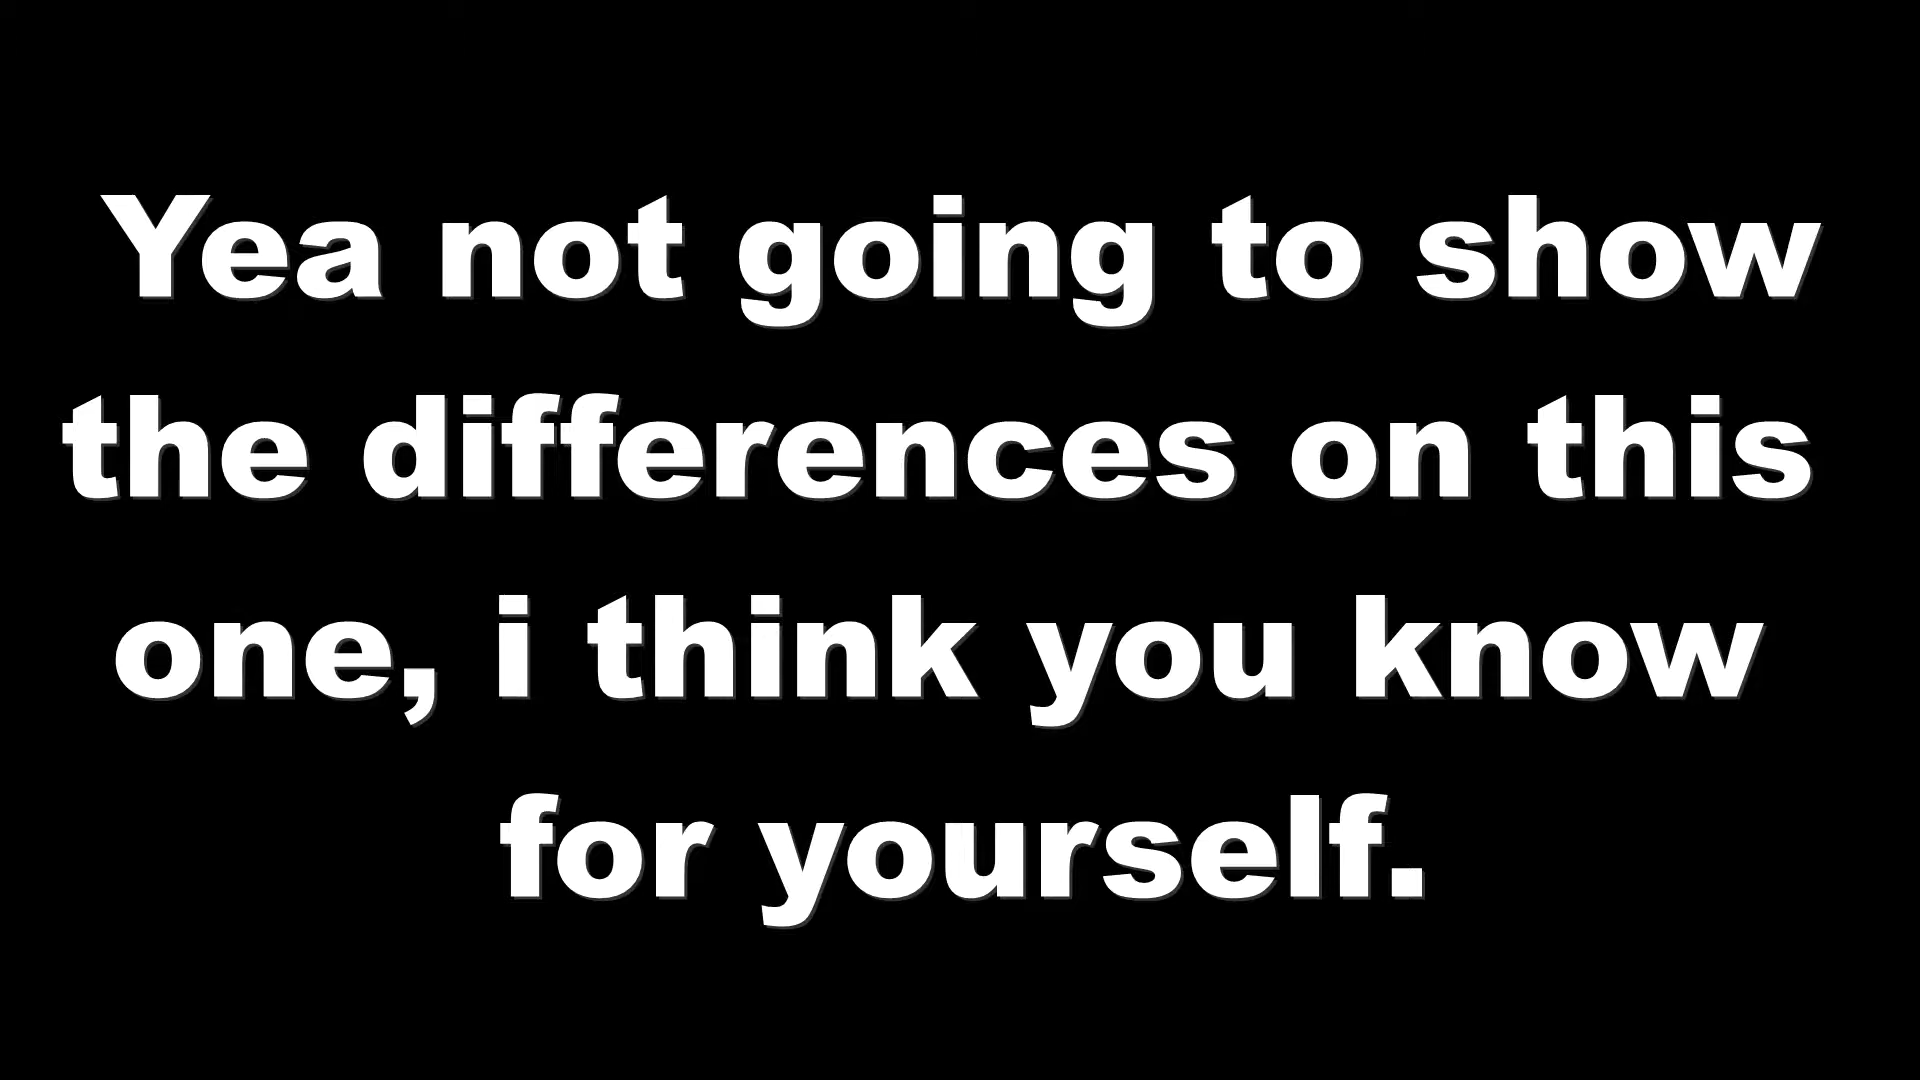 Yea not going to show
the differences on this
one, i think you know
for yourself.